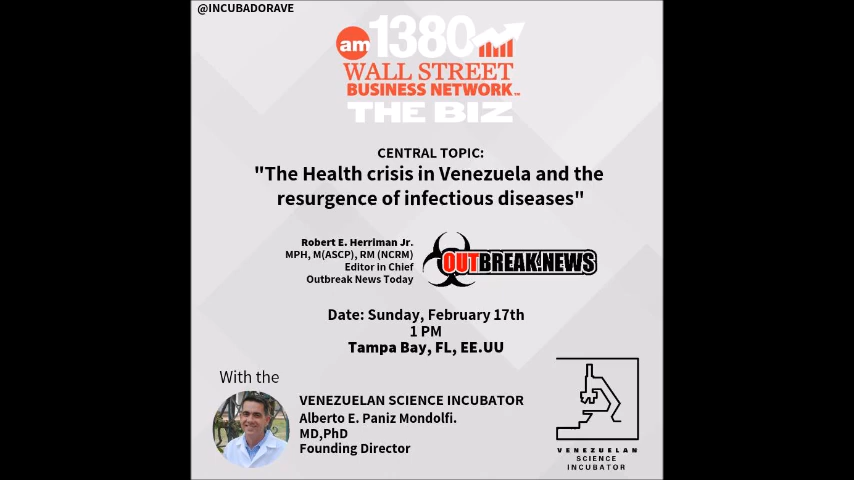 @INCUBADORAVE
am 1380
WALL STREET
BUSINESS NETWORK™
THE BIZ
CENTRAL TOPIC:
"The Health crisis in Venezuela and the
resurgence of infectious diseases"
Robert E. Herriman Jr.
MPH, M(ASCP), RM (NCRM)
Editor in Chief
Outbreak News Today
OUTBREAK NEWS
Date: Sunday, February 17th
1 PM
Tampa Bay, FL, EE.UU
With the
VENEZUELAN SCIENCE INCUBATOR
Alberto E. Paniz Mondolfi.
MD,PhD
Founding Director
VENEZUELAN
SCIENCE
INCUBATOR